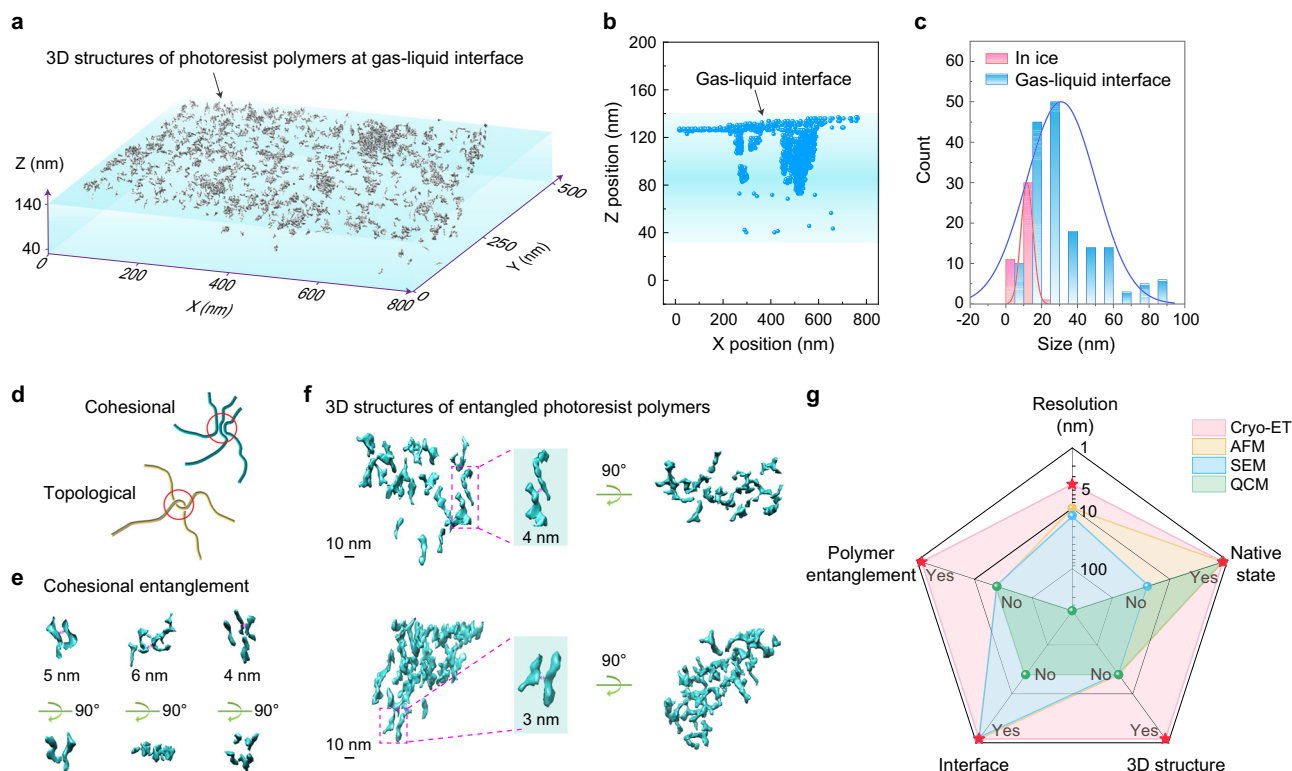 a
3D structures of photoresist polymers at gas-liquid interface
Z (nm)
140
40
0
200
400
600
800
X (nm)
0
250
500
Y (nm)
b
200
160
120
80
40
0
Z position (nm)
Gas-liquid interface
0
200
400
600
800
X position (nm)
c
60
50
40
30
20
10
0
Count
In ice
Gas-liquid interface
-20
0
20
40
60
80
100
Size (nm)
d
Cohesional
Topological
e
Cohesional entanglement
5 nm
6 nm
4 nm
90°
90°
90°
f
3D structures of entangled photoresist polymers
10 nm
4 nm
90°
10 nm
3 nm
90°
g
Resolution
(nm)
1
5
10
100
Cryo-ET
AFM
SEM
QCM
Polymer
entanglement
Yes
No
Native
state
Yes
No
No
Yes
Interface
No
Yes
3D structure